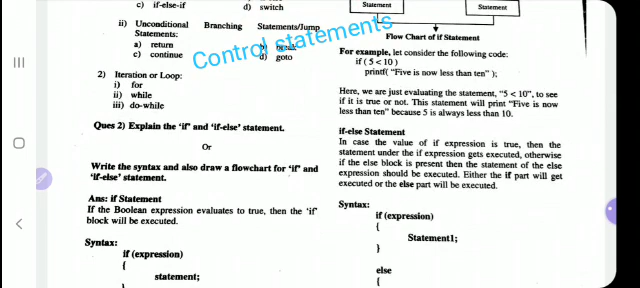 c) if-else-if d) switch
ii) Unconditional Branching Statements/Jump
Statements:
a) return b) break
c) continue d) goto
Control statements
2) Iteration or Loop:
i) for
ii) while
iii) do-while
Ques 2) Explain the 'if' and 'if-else' statement.
Or
Write the syntax and also draw a flowchart for 'if' and
'if-else' statement.
Ans: if Statement
If the Boolean expression evaluates to true, then the 'if'
block will be executed.
Syntax:
if (expression)
{
statement;
Statement Statement
Flow Chart of if Statement
For example, let consider the following code:
if ( 5 < 10 )
printf( "Five is now less than ten" );
Here, we are just evaluating the statement, "5 < 10", to see
if it is true or not. This statement will print "Five is now
less than ten" because 5 is always less than 10.
if-else Statement
In case the value of if expression is true, then the
statement under the if expression gets executed, otherwise
if the else block is present then the statement of the else
expression should be executed. Either the if part will get
executed or the else part will be executed.
Syntax:
if (expression)
{
Statement1;
}
else
{